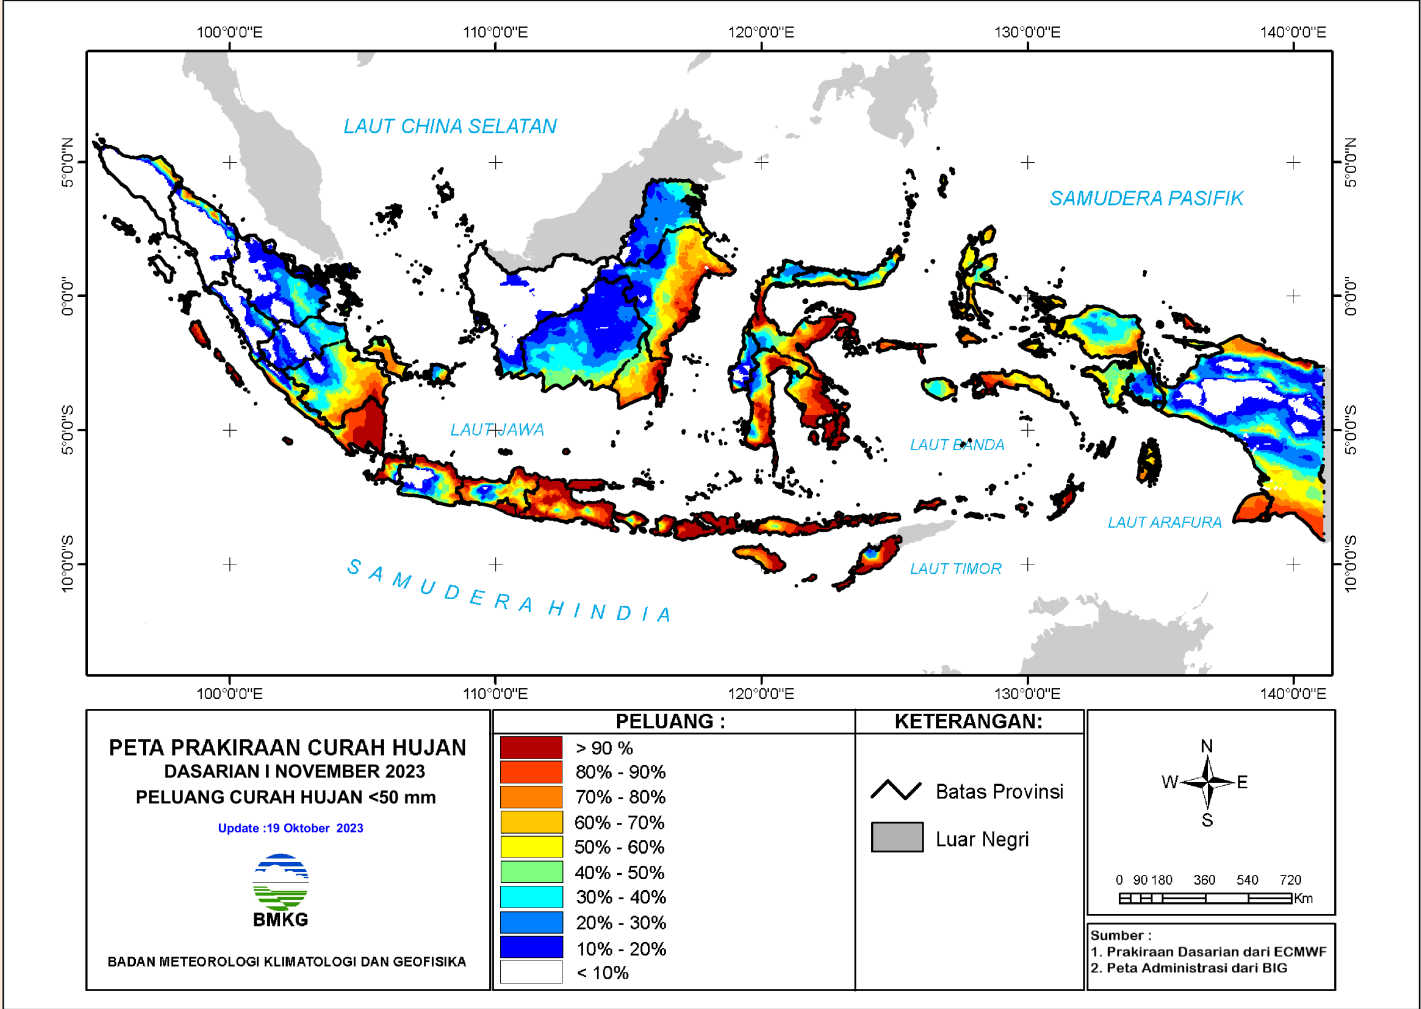 100°0'0"E 110°0'0"E 120°0'0"E 130°0'0"E 140°0'0"E
LAUT CHINA SELATAN
5°0'0"N 5°0'0"N
SAMUDERA PASIFIK
0°0'0" 0°0'0"
LAUT JAWA
5°0'0"S 5°0'0"S
LAUT BANDA
LAUT ARAFURA
10°0'0"S 10°0'0"S
LAUT TIMOR
SAMUDERA HINDIA
100°0'0"E 110°0'0"E 120°0'0"E 130°0'0"E 140°0'0"E
PETA PRAKIRAAN CURAH HUJAN
DASARIAN I NOVEMBER 2023
PELUANG CURAH HUJAN <50 mm
Update :19 Oktober 2023
BMKG
BADAN METEOROLOGI KLIMATOLOGI DAN GEOFISIKA
PELUANG :
> 90 %
80% - 90%
70% - 80%
60% - 70%
50% - 60%
40% - 50%
30% - 40%
20% - 30%
10% - 20%
< 10%
KETERANGAN:
Batas Provinsi
Luar Negri
N
W E
S
0 90 180 360 540 720
Km
Sumber :
1. Prakiraan Dasarian dari ECMWF
2. Peta Administrasi dari BIG